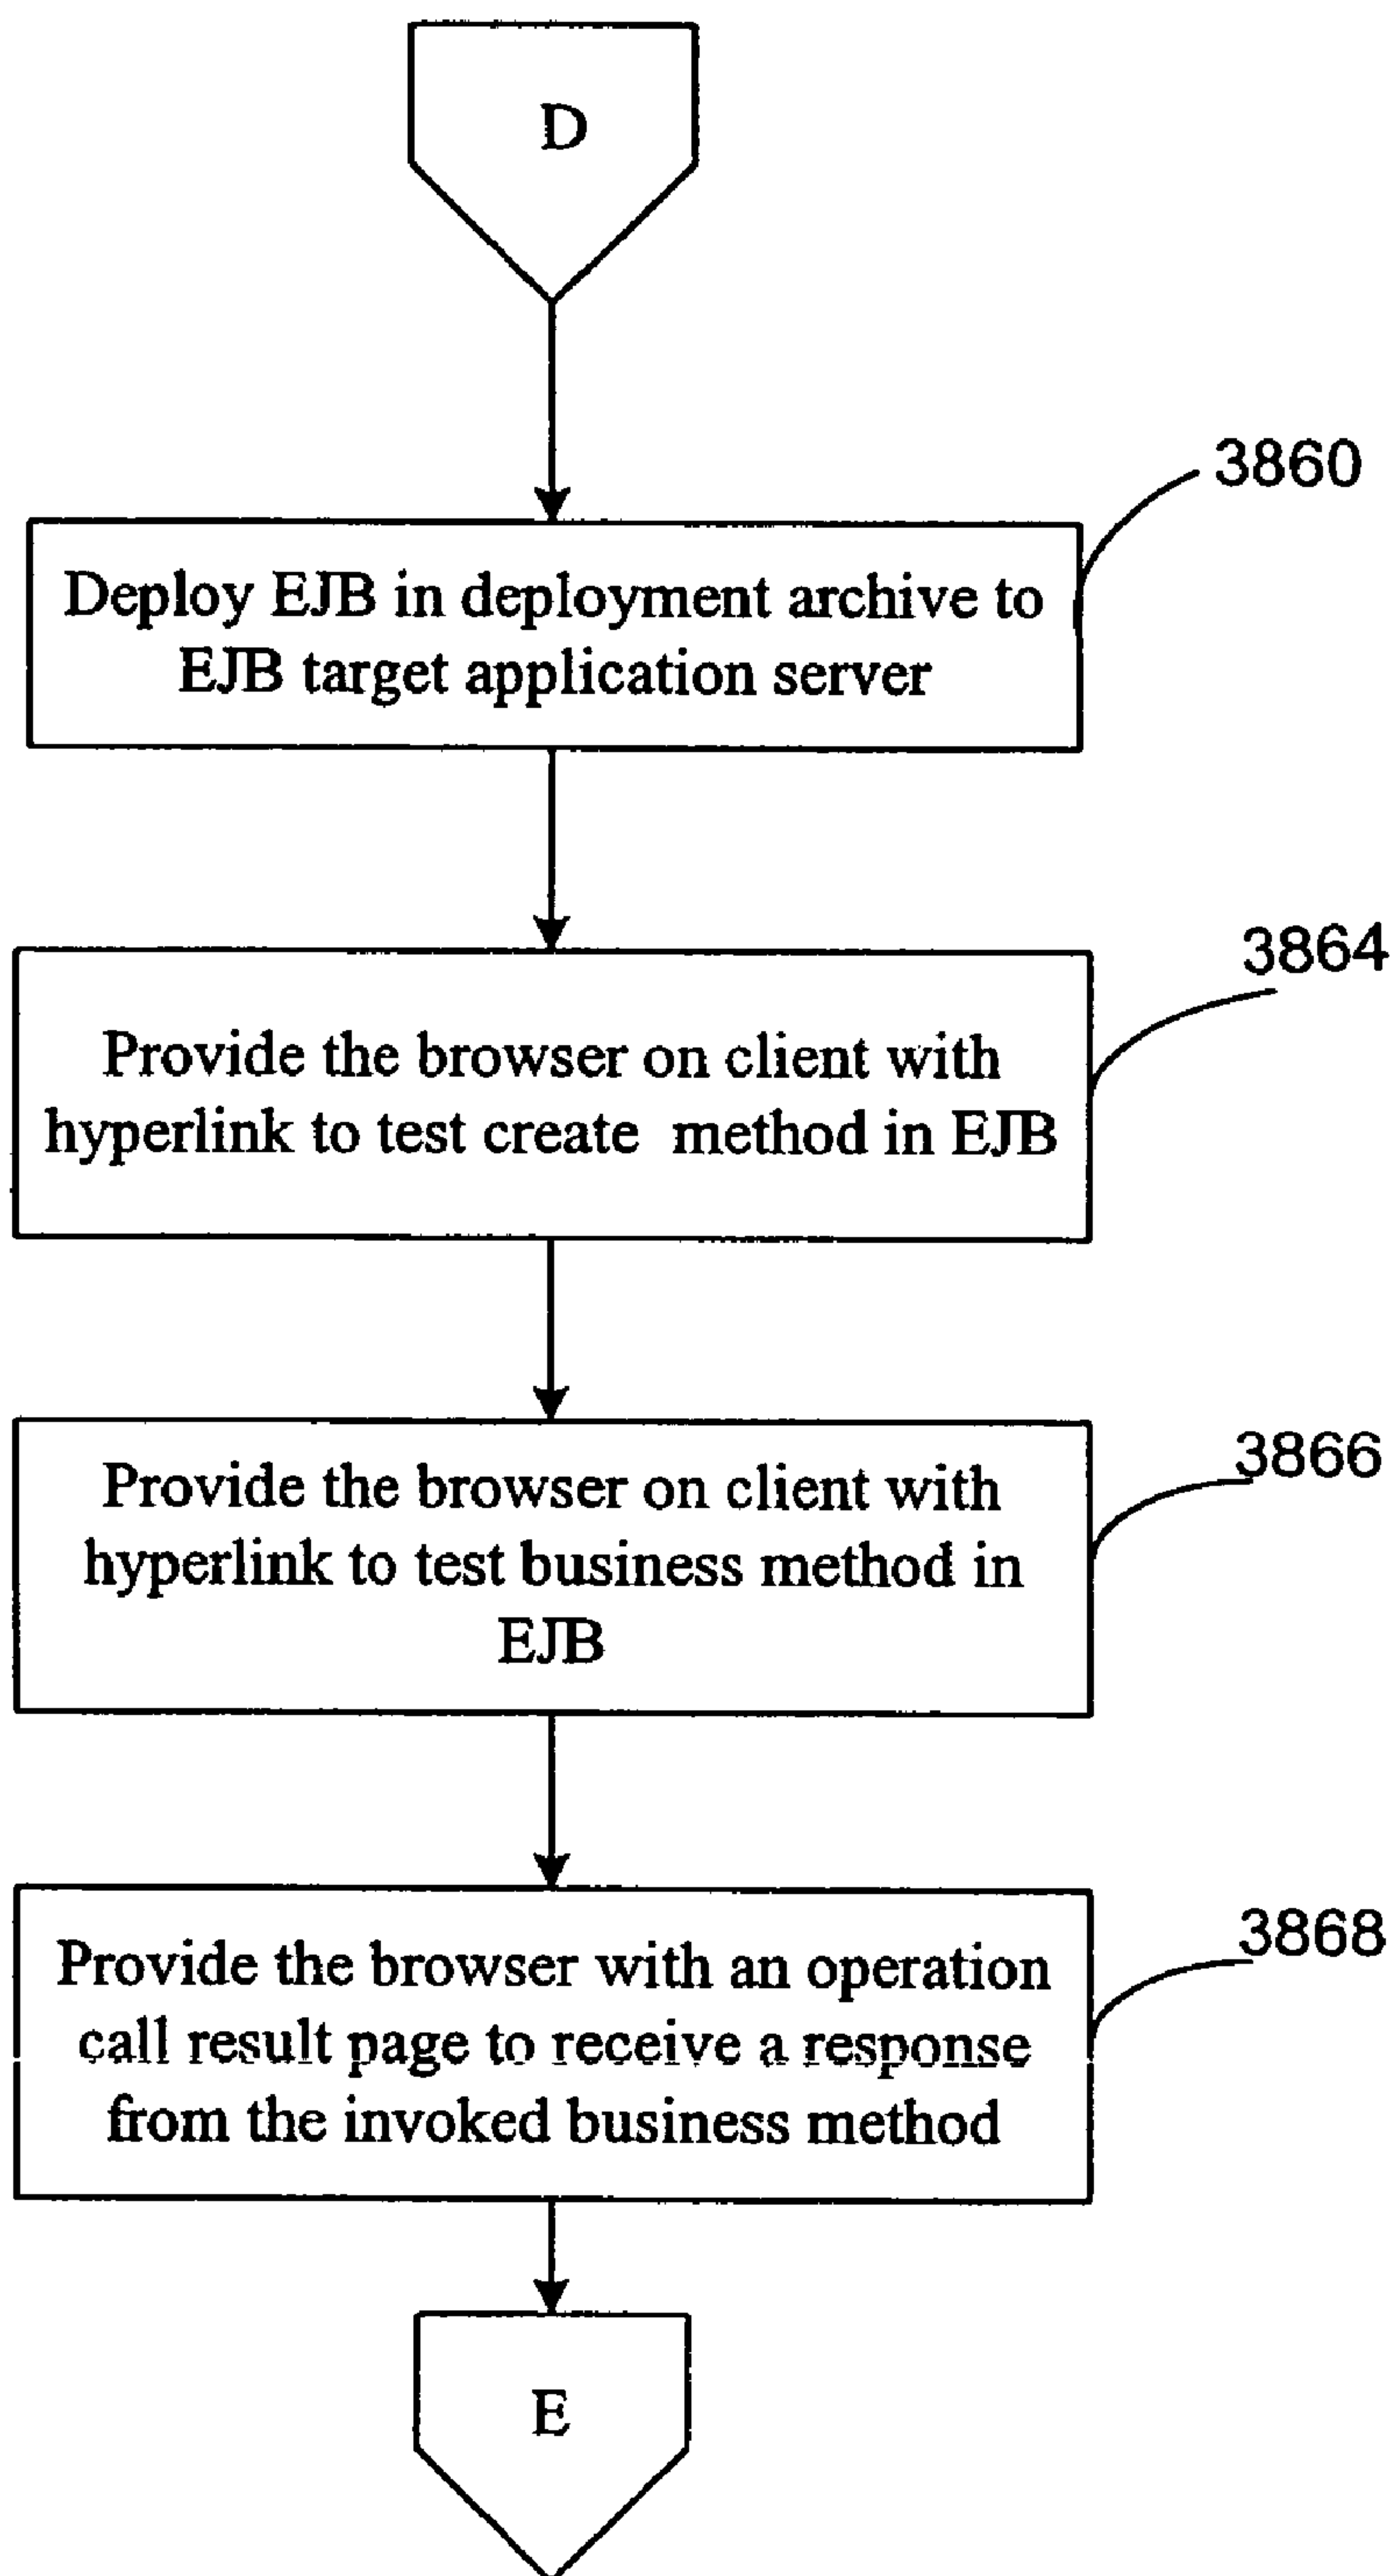 D
3860
Deploy EJB in deployment archive to
EJB target application server
3864
Provide the browser on client with
hyperlink to test create method in EJB
3866
Provide the browser on client with
hyperlink to test business method in
EJB
3868
Provide the browser with an operation
call result page to receive a response
from the invoked business method
E